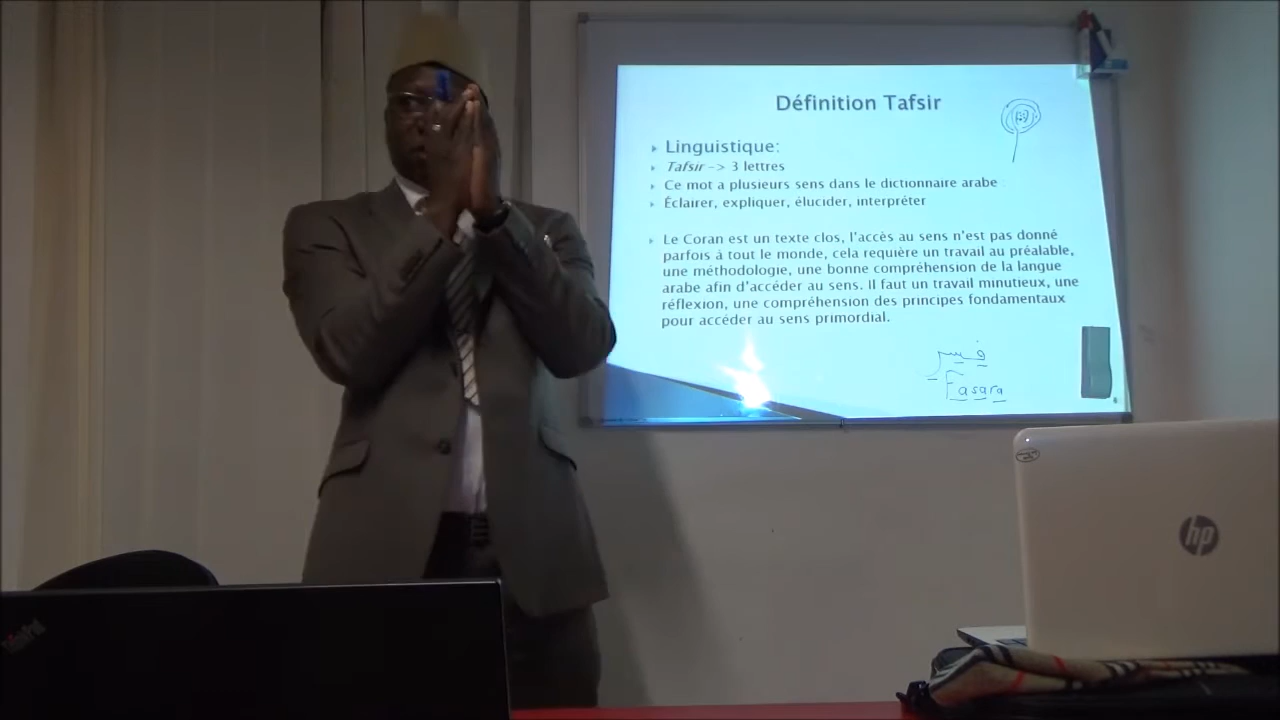 Définition Tafsir
Linguistique:
Tafsir -> 3 lettres
Ce mot a plusieurs sens dans le dictionnaire arabe :
Éclairer, expliquer, élucider, interpréter
Le Coran est un texte clos, l'accès au sens n'est pas donné
parfois à tout le monde, cela requière un travail au préalable,
une méthodologie, une bonne compréhension de la langue
arabe afin d'accéder au sens. Il faut un travail minutieux, une
réflexion, une compréhension des principes fondamentaux
pour accéder au sens primordial.
فسر
Fasara
hp
ThinkPad